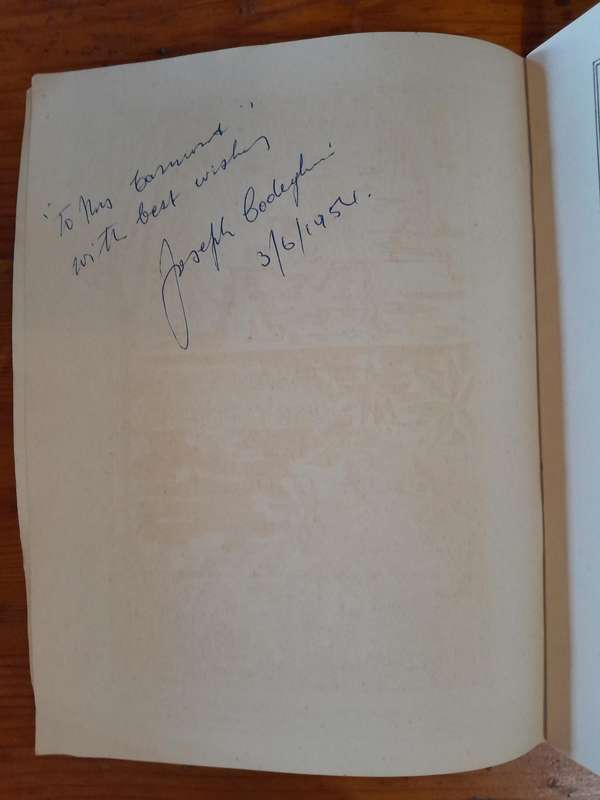 "To Mrs
with best wishes
Joseph
3/6/1954.